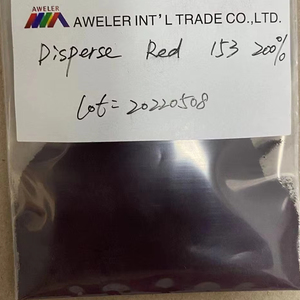 AWELER
AWELER INT'L TRADE CO.,LTD.
Disperse Red 153 200%
Lot= 20220508